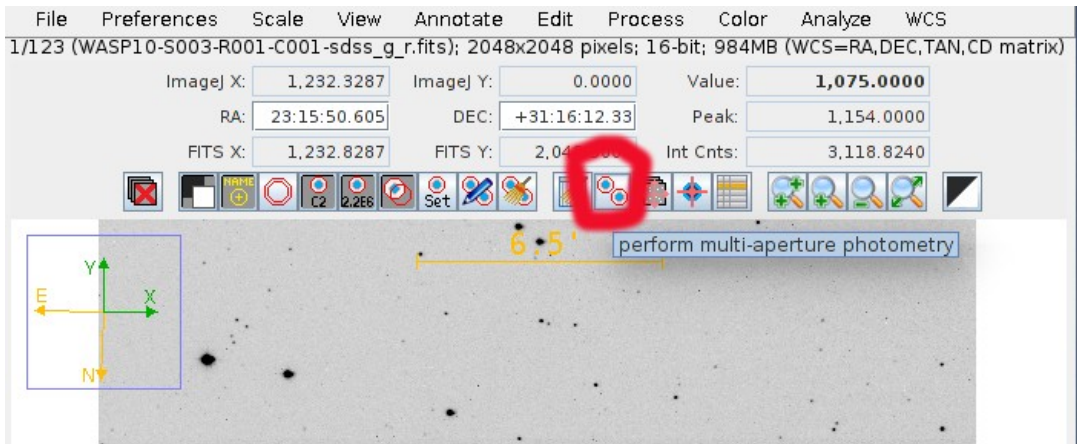 File Preferences Scale View Annotate Edit Process Color Analyze WCS
1/123 (WASP10-S003-R001-C001-sdss_g_r.fits); 2048x2048 pixels; 16-bit; 984MB (WCS=RA,DEC,TAN,CD matrix)
ImageJ X: 1,232.3287 ImageJ Y: 0.0000 Value: 1,075.0000
RA: 23:15:50.605 DEC: +31:16:12.33 Peak: 1,154.0000
FITS X: 1,232.8287 FITS Y: Int Cnts: 3,118.8240
NAME C2 2.2E6 Set
6.5'
perform multi-aperture photometry
Y
E X
N